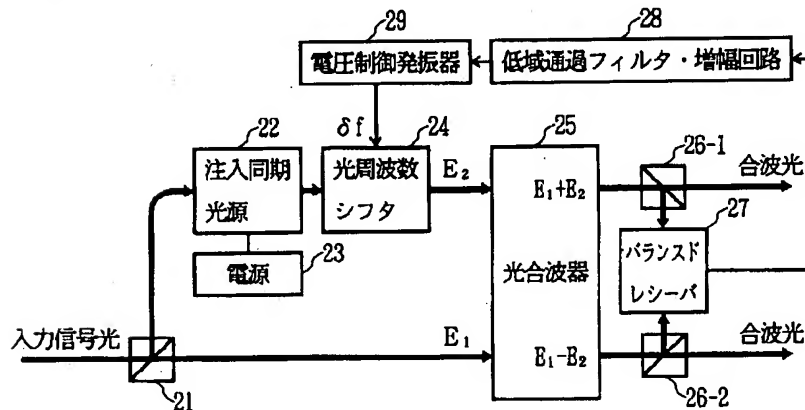 29
28
電圧制御発振器
低域通過フィルタ・増幅回路
δf
22
24
25
26-1
注入同期
光源
光周波数
シフタ
E₂
E₁+E₂
合波光
27
電源
23
光合波器
バランスド
レシーバ
入力信号光
E₁
E₁−E₂
合波光
21
26-2